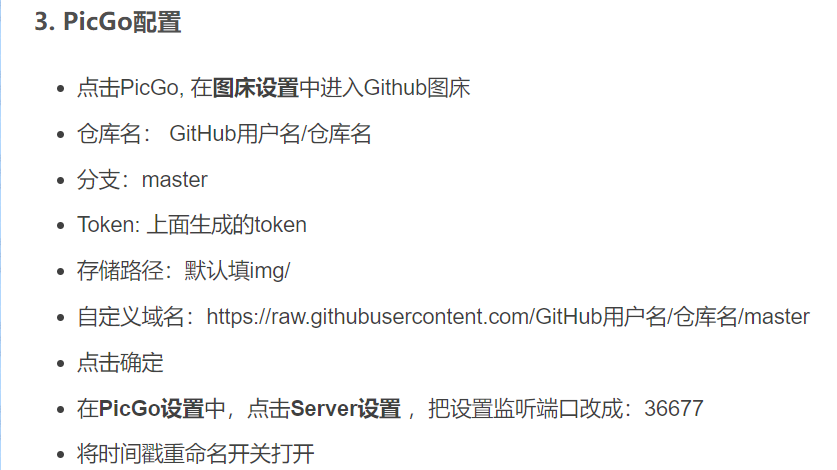 3. PicGo配置
点击PicGo, 在图床设置中进入Github图床
仓库名： GitHub用户名/仓库名
分支：master
Token: 上面生成的token
存储路径：默认填img/
自定义域名：https://raw.githubusercontent.com/GitHub用户名/仓库名/master
点击确定
在PicGo设置中，点击Server设置 ，把设置监听端口改成：36677
将时间戳重命名开关打开